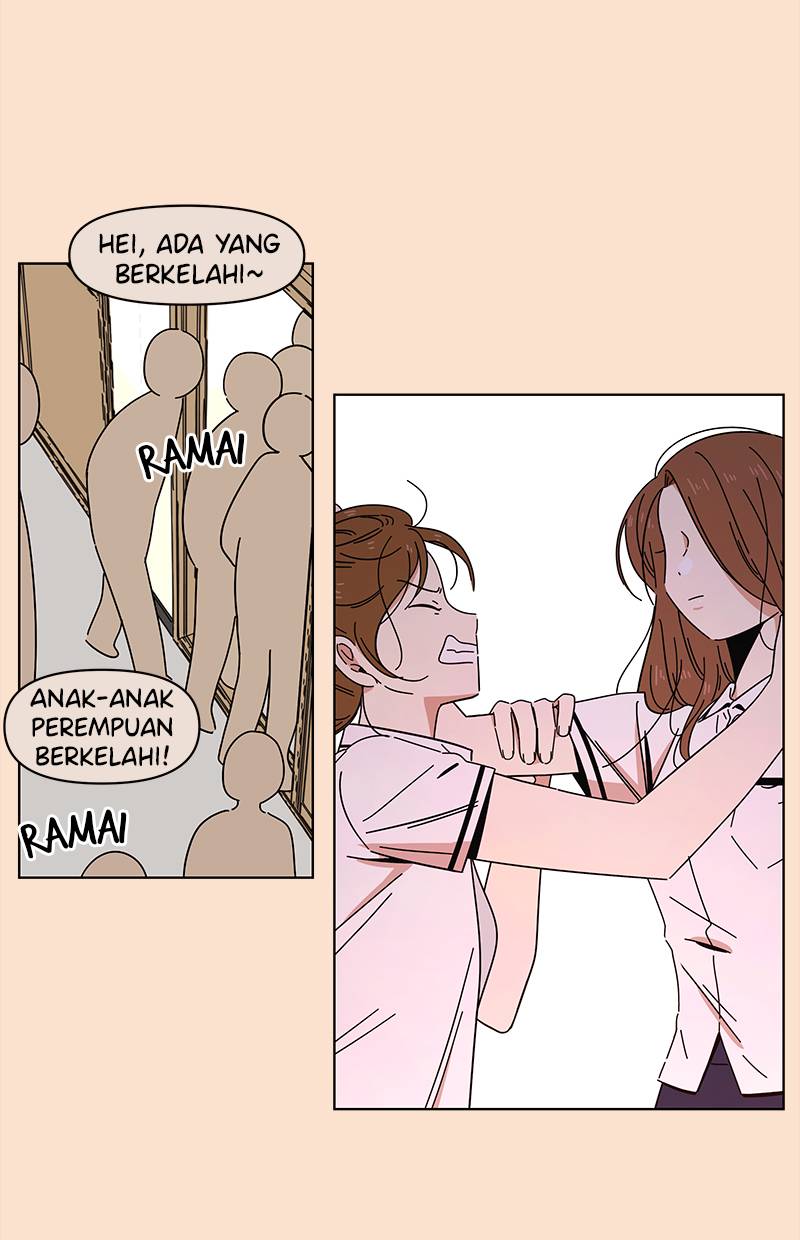 HEI, ADA YANG
BERKELAHI~
RAMAI
ANAK-ANAK
PEREMPUAN
BERKELAHI!
RAMAI